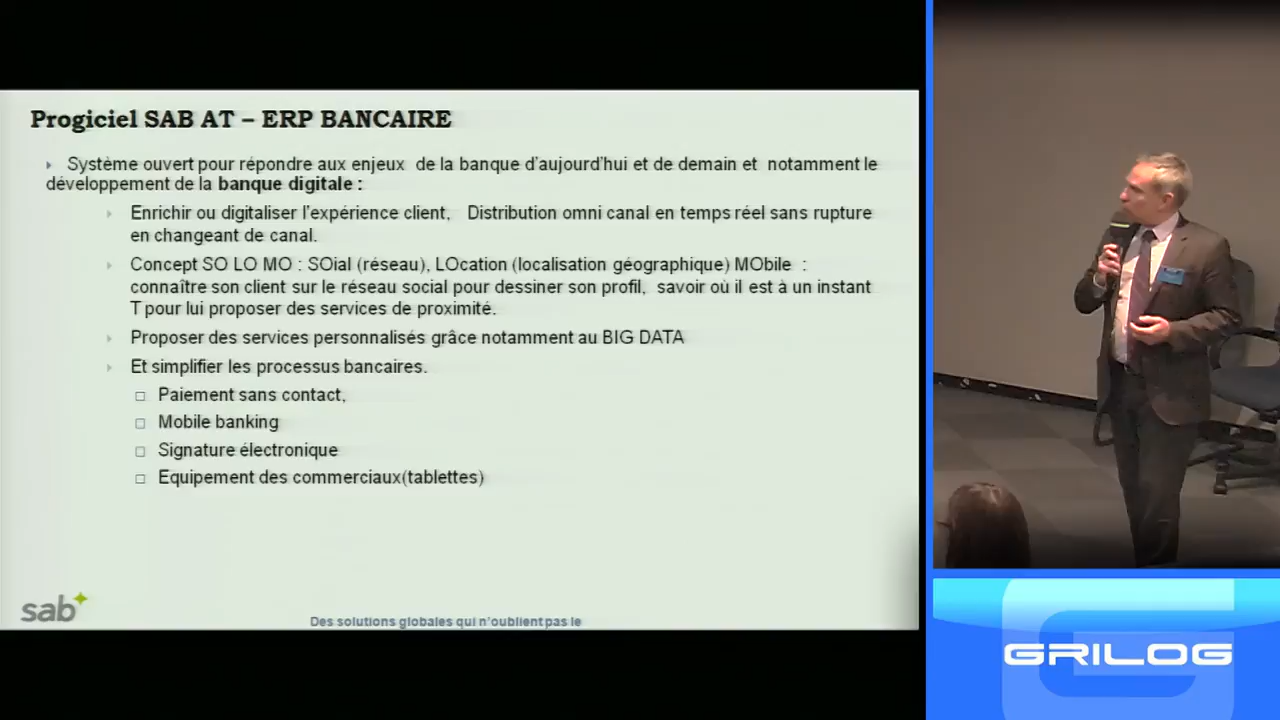 Progiciel SAB AT – ERP BANCAIRE
Système ouvert pour répondre aux enjeux de la banque d'aujourd'hui et de demain et notamment le
développement de la banque digitale :
Enrichir ou digitaliser l'expérience client, Distribution omni canal en temps réel sans rupture
en changeant de canal.
Concept SO LO MO : SOial (réseau), LOcation (localisation géographique) MObile :
connaître son client sur le réseau social pour dessiner son profil, savoir où il est à un instant
T pour lui proposer des services de proximité.
Proposer des services personnalisés grâce notamment au BIG DATA
Et simplifier les processus bancaires.
Paiement sans contact,
Mobile banking
Signature électronique
Equipement des commerciaux(tablettes)
sab
Des solutions globales qui n'oublient pas le
GRILOG